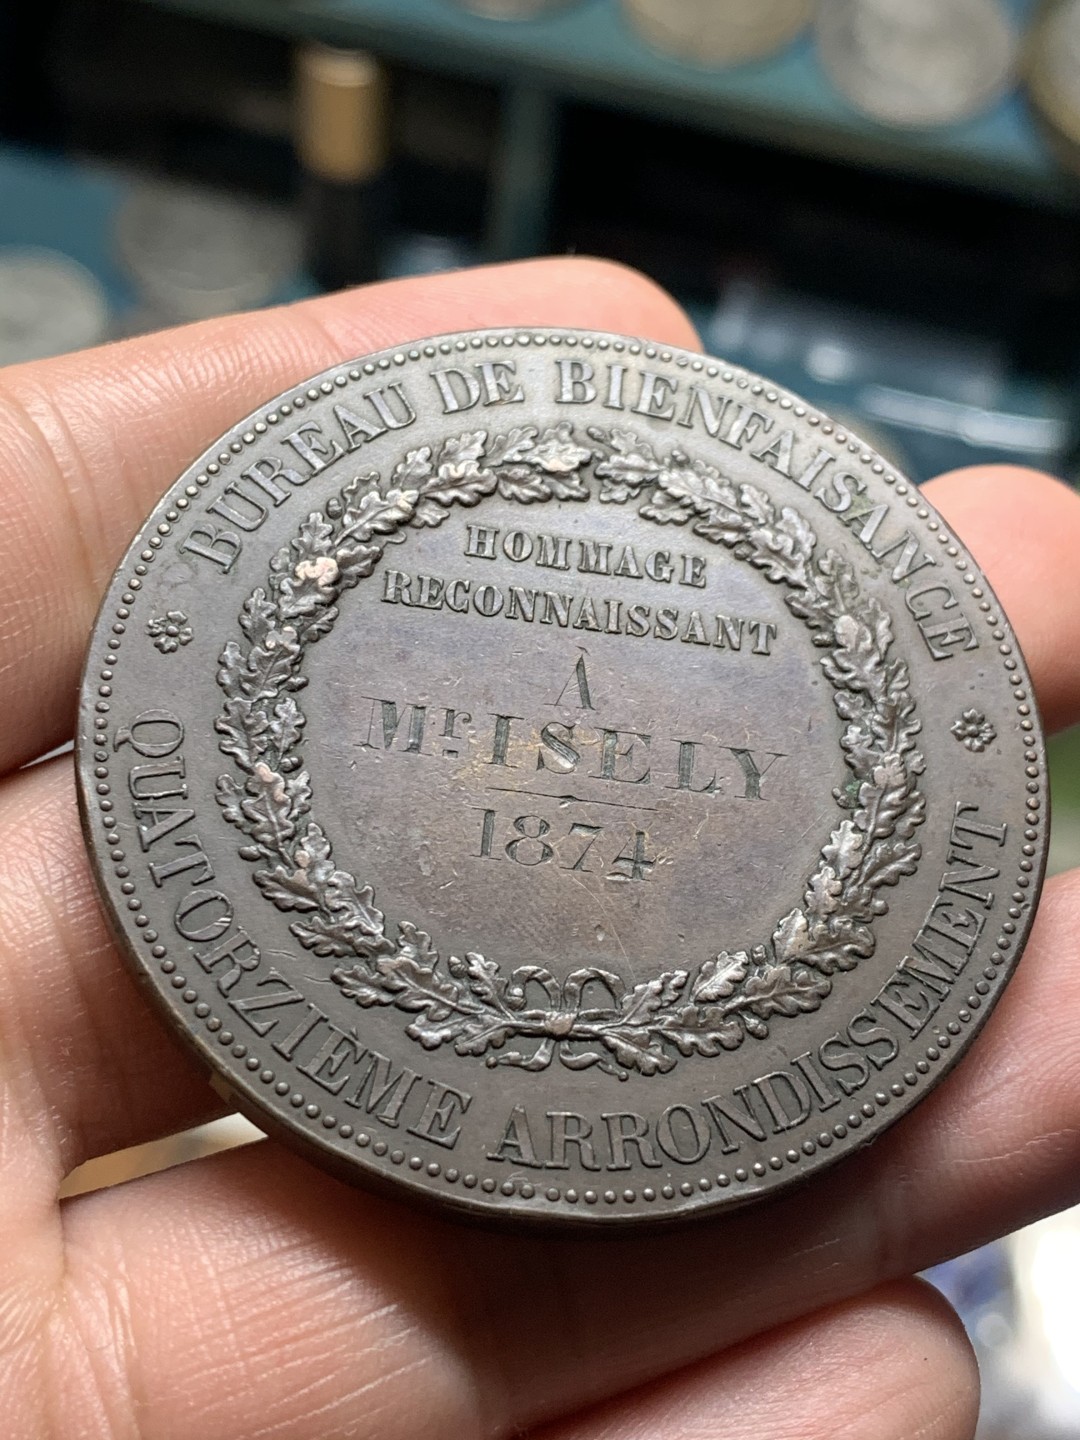 BUREAU DE BIENFAISANCE
HOMMAGE
RECONNAISSANT
À
Mr. ISELY
1874
QUATORZIÈME ARRONDISSEMENT